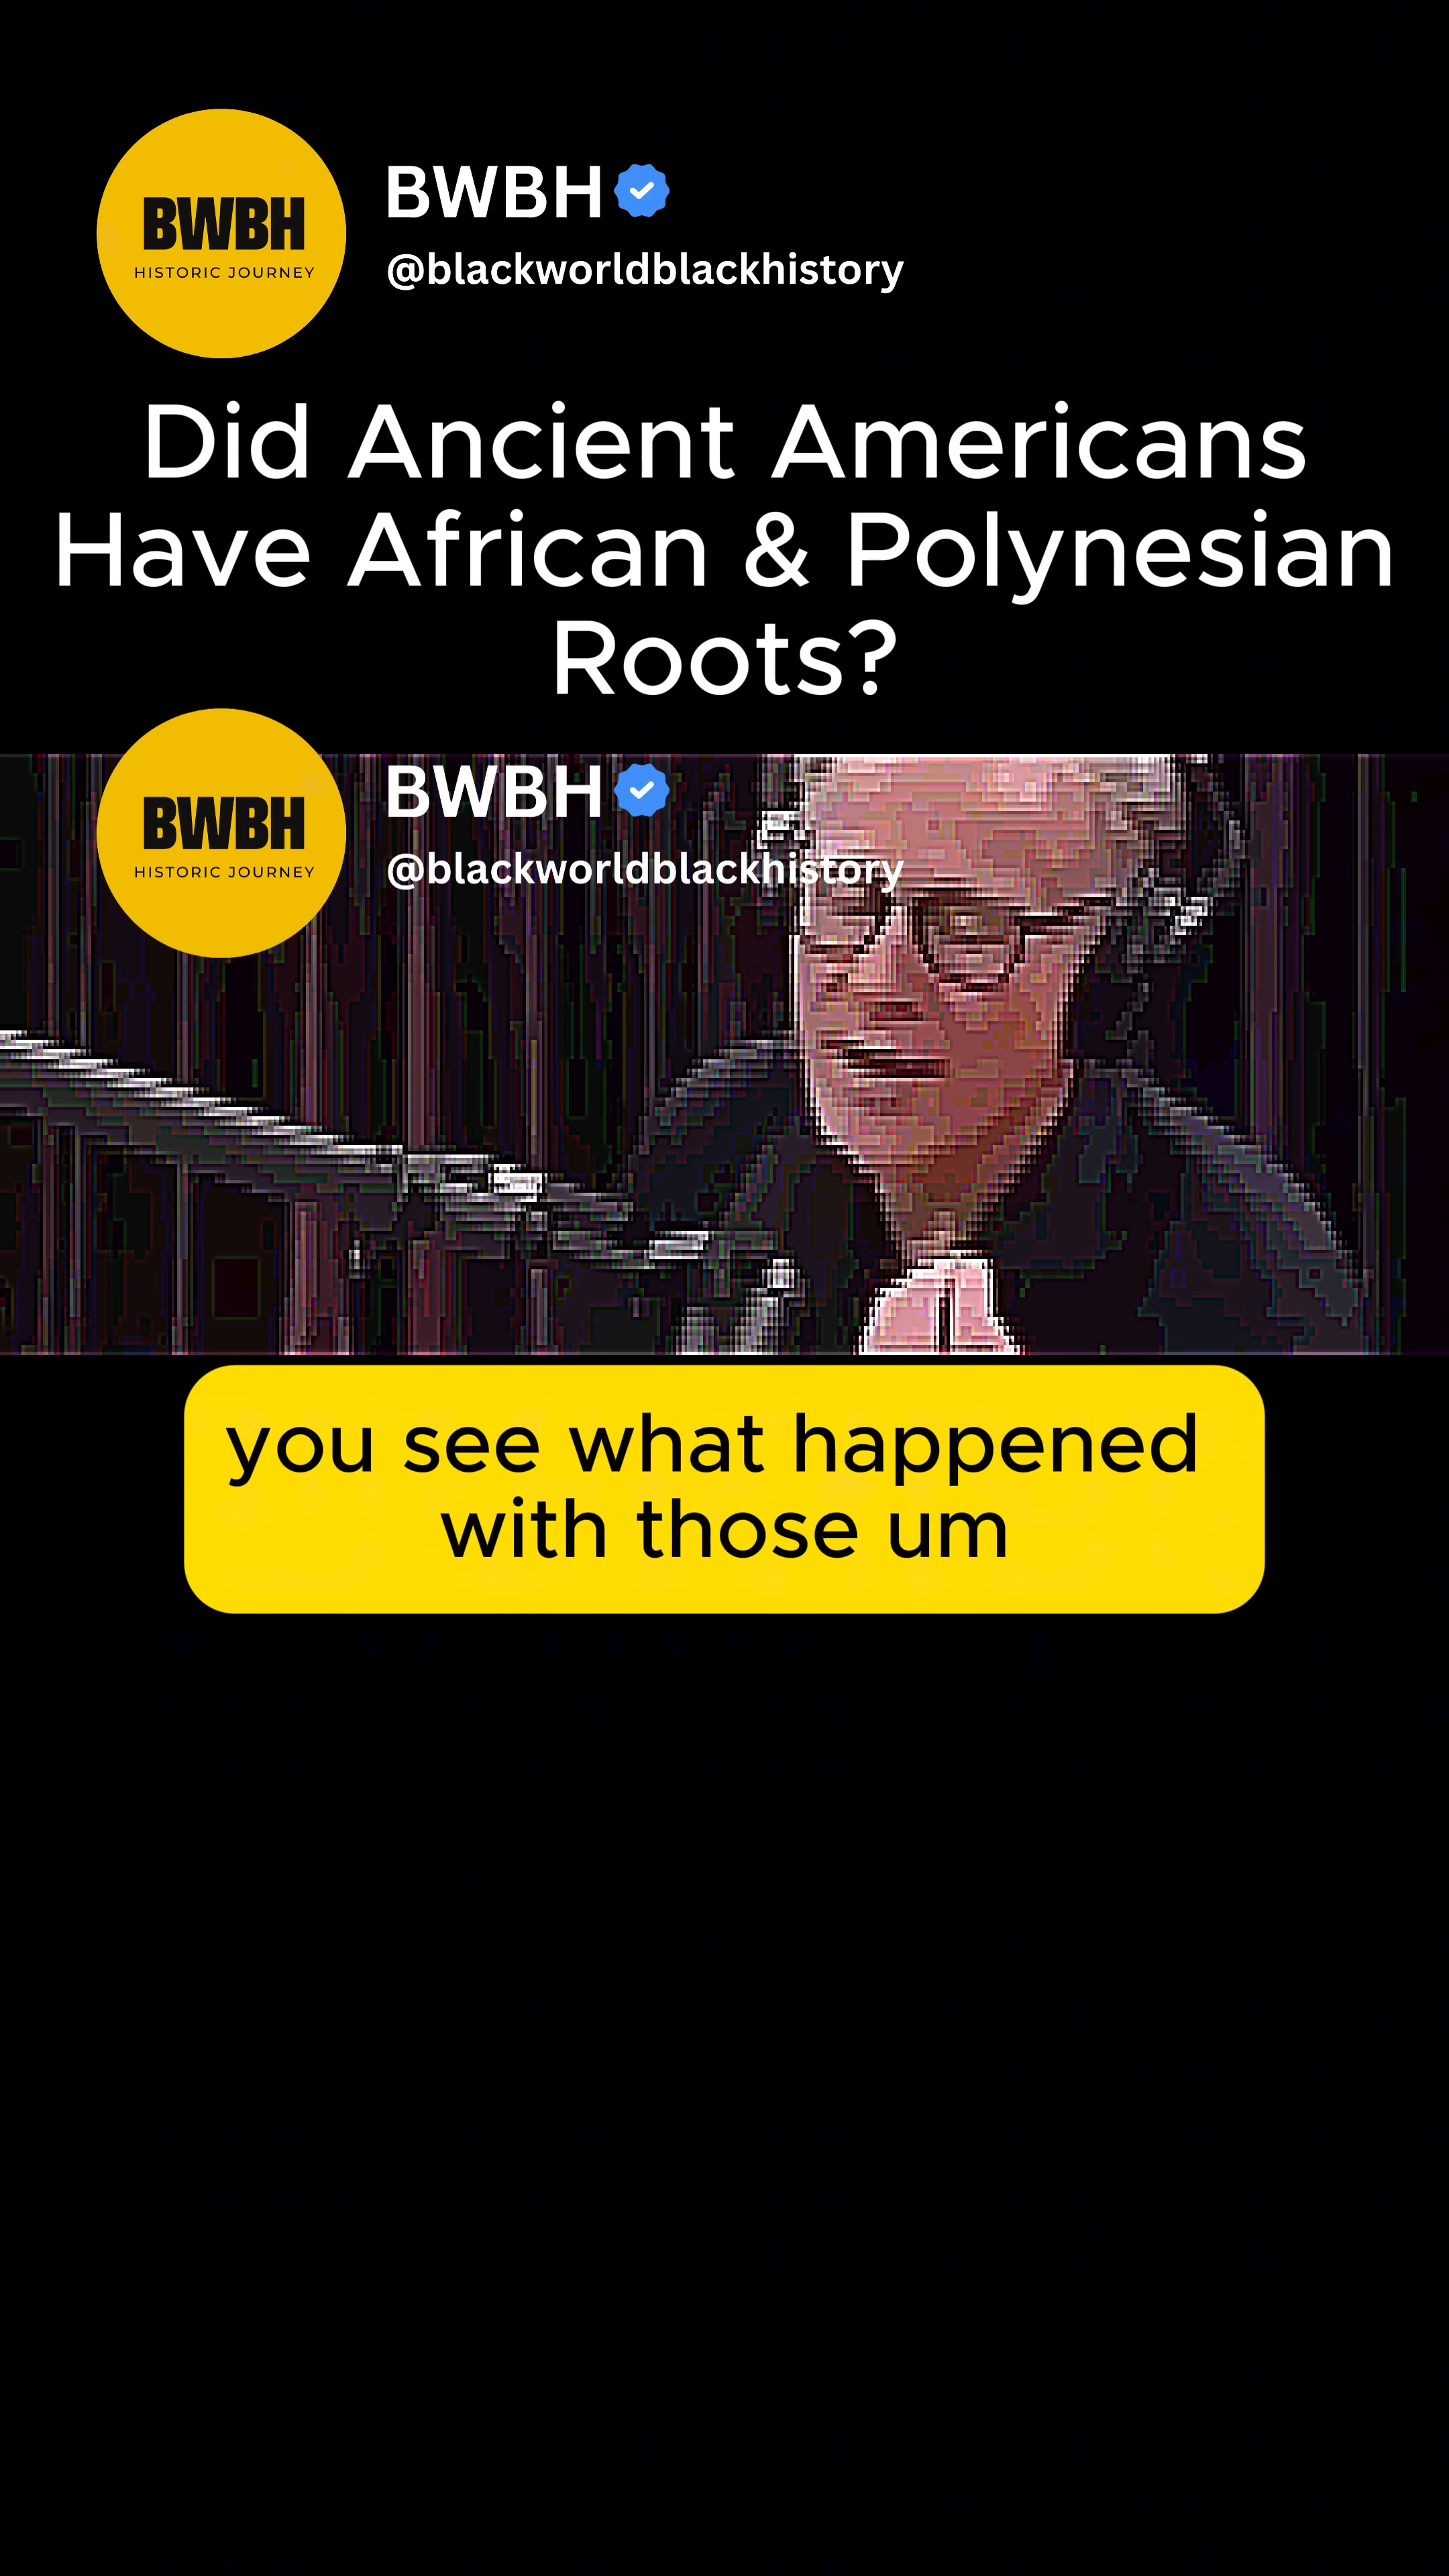 BWBH
HISTORIC JOURNEY
BWBH
@blackworldblackhistory
Did Ancient Americans
Have African & Polynesian
Roots?
BWBH
HISTORIC JOURNEY
BWBH
@blackworldblackhistory
you see what happened
with those um